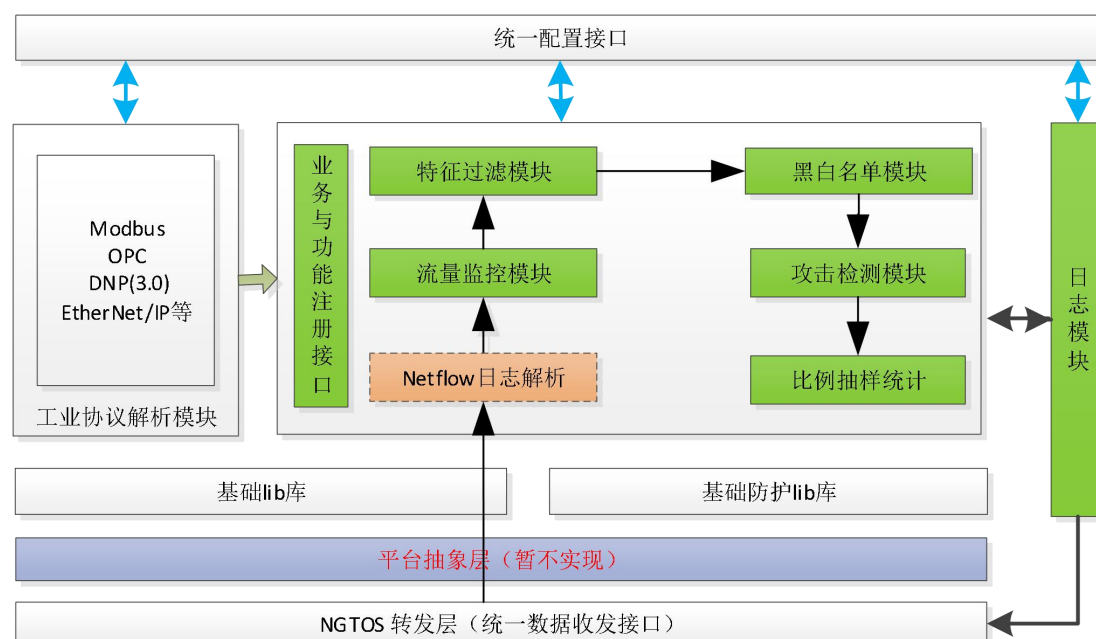 统一配置接口
Modbus
OPC
DNP(3.0)
EtherNet/IP等
工业协议解析模块
业务与功能注册接口
特征过滤模块
黑白名单模块
流量监控模块
攻击检测模块
Netflow日志解析
比例抽样统计
日志模块
基础lib库
基础防护lib库
平台抽象层（暂不实现）
NGTOS 转发层（统一数据收发接口）